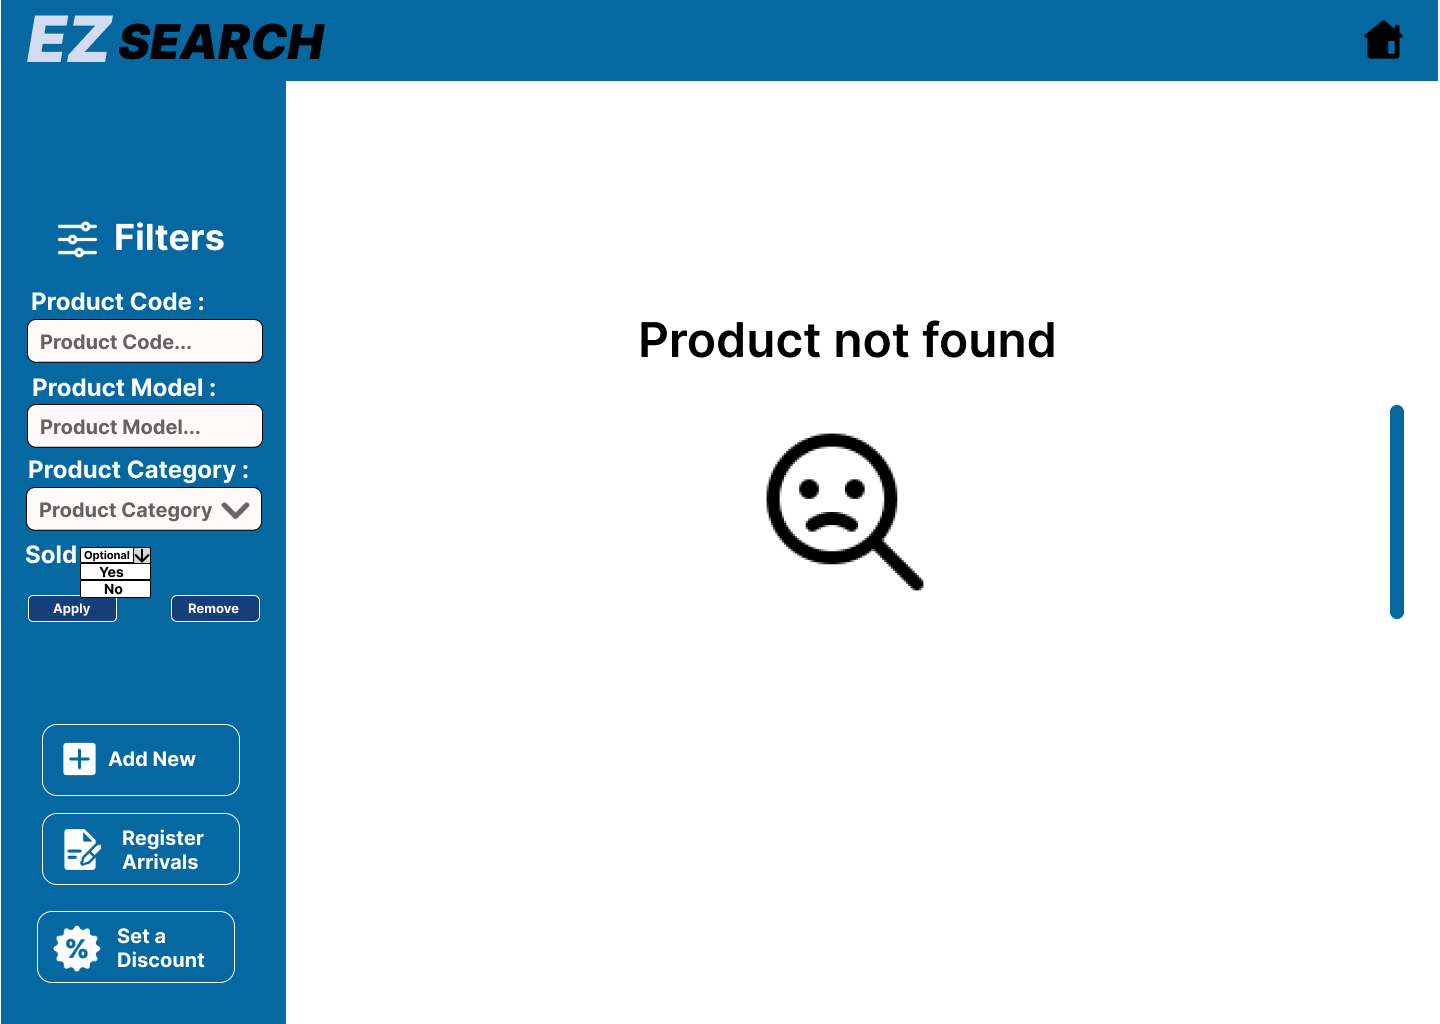 EZ SEARCH
Filters
Product Code :
Product Code...
Product Model :
Product Model...
Product Category :
Product Category
Sold Optional
Yes
No
Apply Remove
Add New
Register
Arrivals
%
Set a
Discount
Product not found